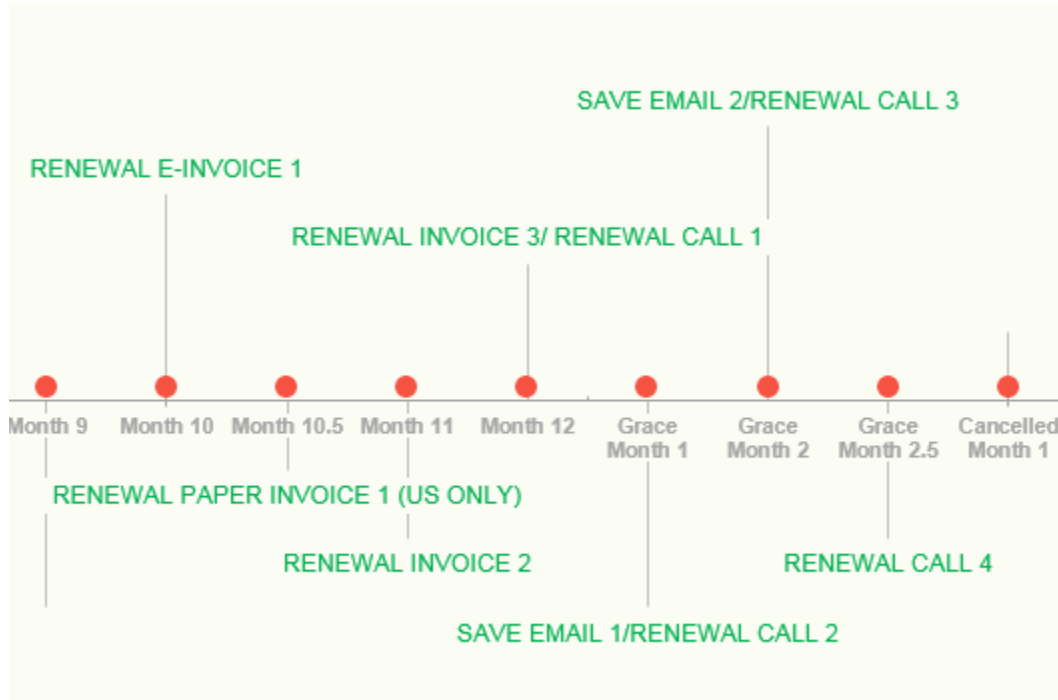 SAVE EMAIL 2/RENEWAL CALL 3
RENEWAL E-INVOICE 1
RENEWAL INVOICE 3/ RENEWAL CALL 1
Month 9
Month 10
Month 10.5
Month 11
Month 12
Grace
Month 1
Grace
Month 2
Grace
Month 2.5
Cancelled
Month 1
RENEWAL PAPER INVOICE 1 (US ONLY)
RENEWAL INVOICE 2
RENEWAL CALL 4
SAVE EMAIL 1/RENEWAL CALL 2